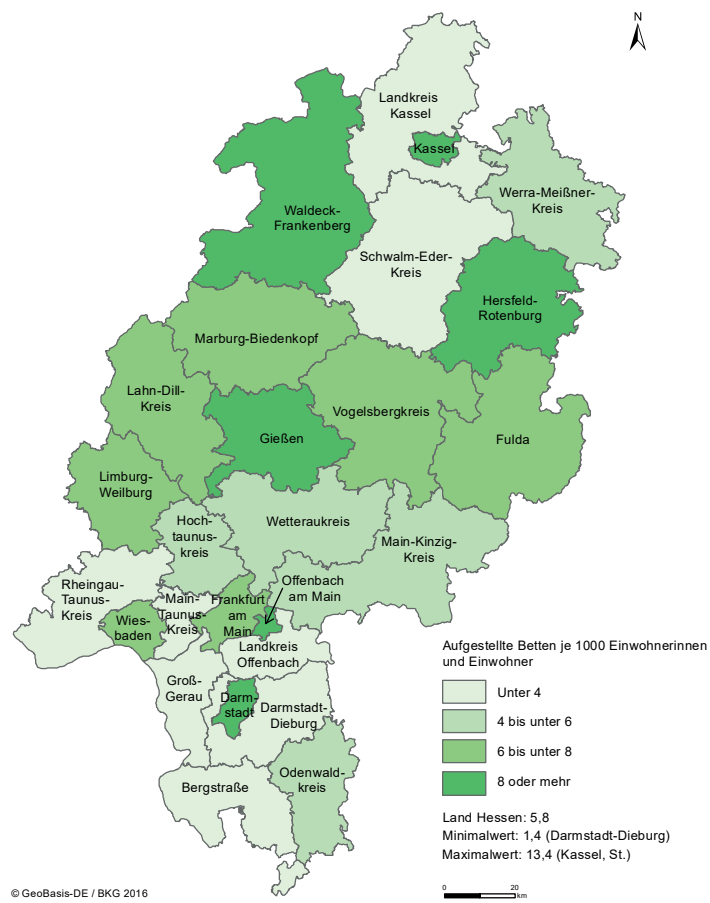 N
Landkreis
Kassel
Kassel
Werra-Meißner-
Kreis
Waldeck-
Frankenberg
Schwalm-Eder-
Kreis
Hersfeld-
Rotenburg
Marburg-Biedenkopf
Lahn-Dill-
Kreis
Vogelsbergkreis
Gießen
Fulda
Limburg-
Weilburg
Hoch-
taunus-
kreis
Wetteraukreis
Main-Kinzig-
Kreis
Rheingau-
Taunus-
Kreis
Main-
Taunus-
Kreis
Frankfurt
am
Main
Offenbach
am Main
Wies-
baden
Landkreis
Offenbach
Groß-
Gerau
Darm-
stadt
Darmstadt-
Dieburg
Bergstraße
Odenwald-
kreis
Aufgestellte Betten je 1000 Einwohnerinnen
und Einwohner
Unter 4
4 bis unter 6
6 bis unter 8
8 oder mehr
Land Hessen: 5,8
Minimalwert: 1,4 (Darmstadt-Dieburg)
Maximalwert: 13,4 (Kassel, St.)
© GeoBasis-DE / BKG 2016
0 20
km